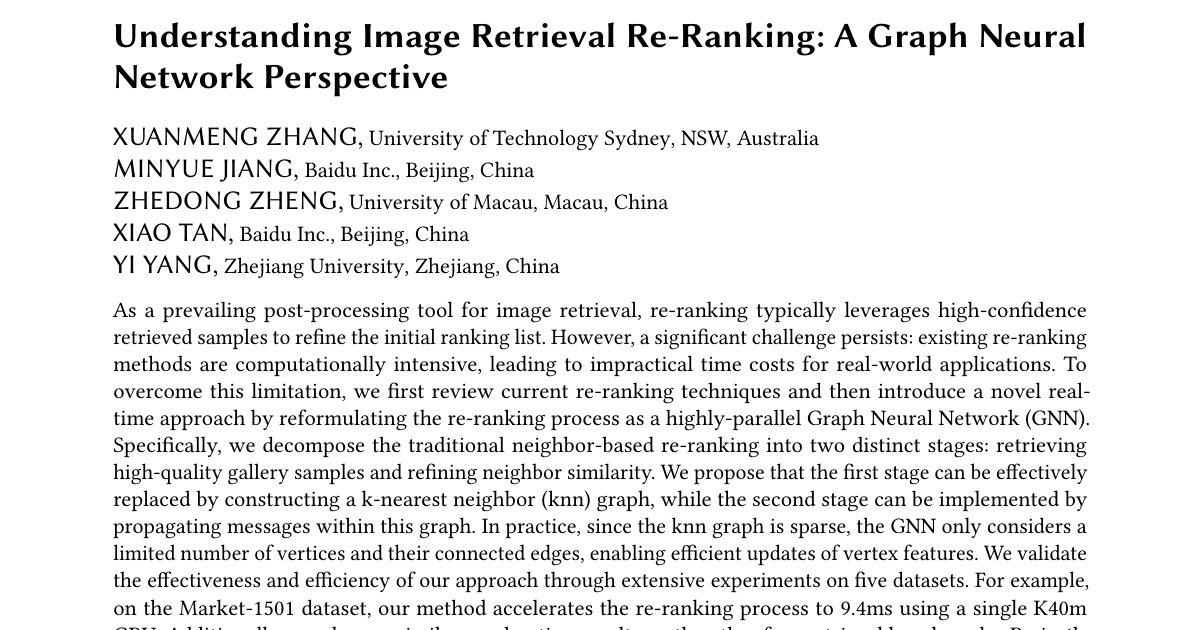 Understanding Image Retrieval Re-Ranking: A Graph Neural
Network Perspective
XUANMENG ZHANG, University of Technology Sydney, NSW, Australia
MINYUE JIANG, Baidu Inc., Beijing, China
ZHEDONG ZHENG, University of Macau, Macau, China
XIAO TAN, Baidu Inc., Beijing, China
YI YANG, Zhejiang University, Zhejiang, China
As a prevailing post-processing tool for image retrieval, re-ranking typically leverages high-confidence
retrieved samples to refine the initial ranking list. However, a significant challenge persists: existing re-ranking
methods are computationally intensive, leading to impractical time costs for real-world applications. To
overcome this limitation, we first review current re-ranking techniques and then introduce a novel real-
time approach by reformulating the re-ranking process as a highly-parallel Graph Neural Network (GNN).
Specifically, we decompose the traditional neighbor-based re-ranking into two distinct stages: retrieving
high-quality gallery samples and refining neighbor similarity. We propose that the first stage can be effectively
replaced by constructing a k-nearest neighbor (knn) graph, while the second stage can be implemented by
propagating messages within this graph. In practice, since the knn graph is sparse, the GNN only considers a
limited number of vertices and their connected edges, enabling efficient updates of vertex features. We validate
the effectiveness and efficiency of our approach through extensive experiments on five datasets. For example,
on the Market-1501 dataset, our method accelerates the re-ranking process to 9.4ms using a single K40m